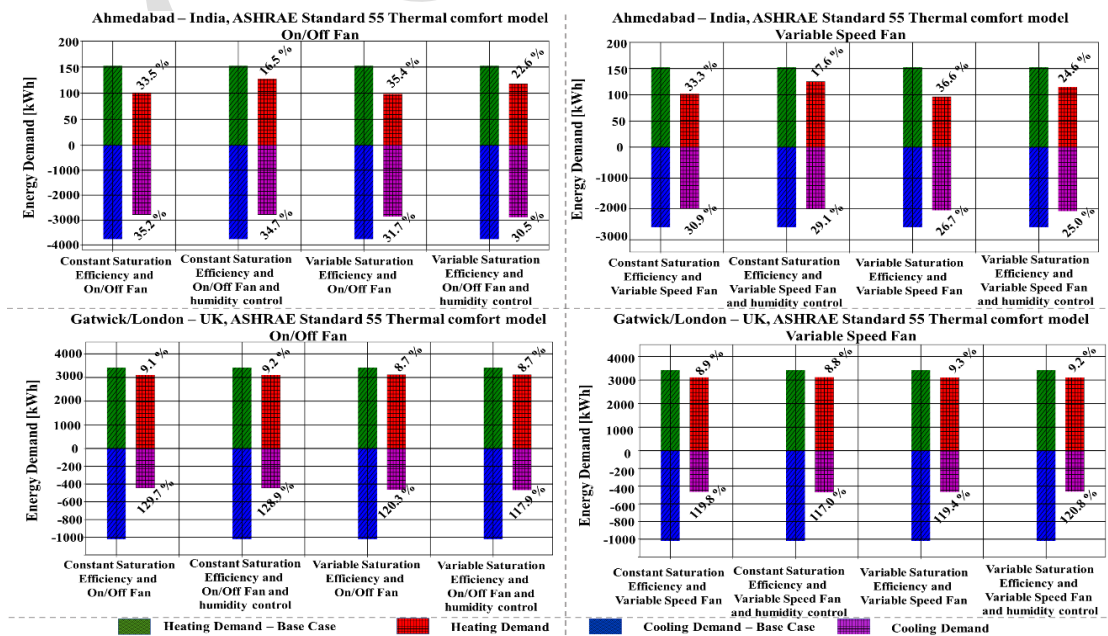 Ahmedabad – India, ASHRAE Standard 55 Thermal comfort model
On/Off Fan
Energy Demand [kWh]
200
150
100
50
0
-1000
-2000
-3000
-4000
33.5 %
16.5 %
35.4 %
22.6 %
35.2 %
34.7 %
31.7 %
30.5 %
Constant Saturation
Efficiency and
On/Off Fan
Constant Saturation
Efficiency and
On/Off Fan and
humidity control
Variable Saturation
Efficiency and
On/Off Fan
Variable Saturation
Efficiency and
On/Off Fan and
humidity control
Ahmedabad – India, ASHRAE Standard 55 Thermal comfort model
Variable Speed Fan
Energy Demand [kWh]
200
150
100
50
0
-1000
-2000
-3000
33.3 %
17.6 %
36.6 %
24.6 %
30.9 %
29.1 %
26.7 %
25.0 %
Constant Saturation
Efficiency and
Variable Speed Fan
Constant Saturation
Efficiency and
Variable Speed Fan
and humidity control
Variable Saturation
Efficiency and
Variable Speed Fan
Variable Saturation
Efficiency and
Variable Speed Fan
and humidity control
Gatwick/London – UK, ASHRAE Standard 55 Thermal comfort model
On/Off Fan
Energy Demand [kWh]
4000
3000
2000
1000
0
-200
-400
-600
-800
-1000
9.1 %
9.2 %
8.7 %
8.7 %
129.7 %
128.9 %
120.3 %
117.9 %
Constant Saturation
Efficiency and
On/Off Fan
Constant Saturation
Efficiency and
On/Off Fan and
humidity control
Variable Saturation
Efficiency and
On/Off Fan
Variable Saturation
Efficiency and
On/Off Fan and
humidity control
Gatwick/London – UK, ASHRAE Standard 55 Thermal comfort model
Variable Speed Fan
Energy Demand [kWh]
4000
3000
2000
1000
0
-200
-400
-600
-800
-1000
8.9 %
8.8 %
9.3 %
9.2 %
119.8 %
117.0 %
119.4 %
120.8 %
Constant Saturation
Efficiency and
Variable Speed Fan
Constant Saturation
Efficiency and
Variable Speed Fan
and humidity control
Variable Saturation
Efficiency and
Variable Speed Fan
Variable Saturation
Efficiency and
Variable Speed Fan
and humidity control
Heating Demand – Base Case
Heating Demand
Cooling Demand - Base Case
Cooling Demand